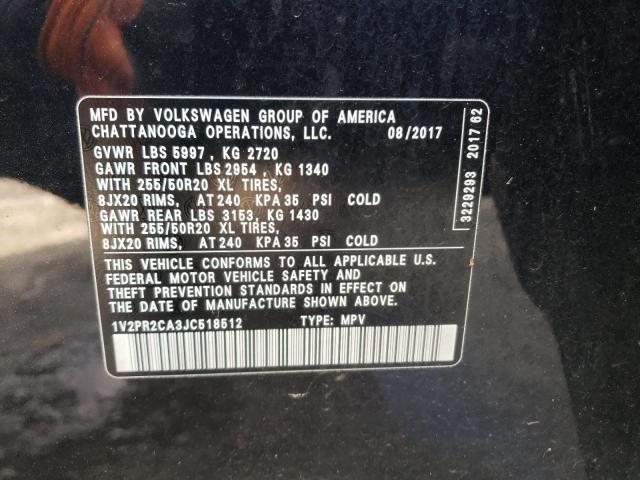 MFD BY VOLKSWAGEN GROUP OF AMERICA
CHATTANOOGA OPERATIONS, LLC. 08/2017
GVWR LBS 5997, KG 2720
GAWR FRONT LBS 2954, KG 1340
WITH 255/50R20 XL TIRES,
8JX20 RIMS, AT 240 KPA 35 PSI COLD
GAWR REAR LBS 3153, KG 1430
WITH 255/50R20 XL TIRES,
8JX20 RIMS, AT 240 KPA 35 PSI COLD
THIS VEHICLE CONFORMS TO ALL APPLICABLE U.S.
FEDERAL MOTOR VEHICLE SAFETY AND
THEFT PREVENTION STANDARDS IN EFFECT ON
THE DATE OF MANUFACTURE SHOWN ABOVE.
1V2PR2CA3JC518512 TYPE: MPV
3229293 2017 62